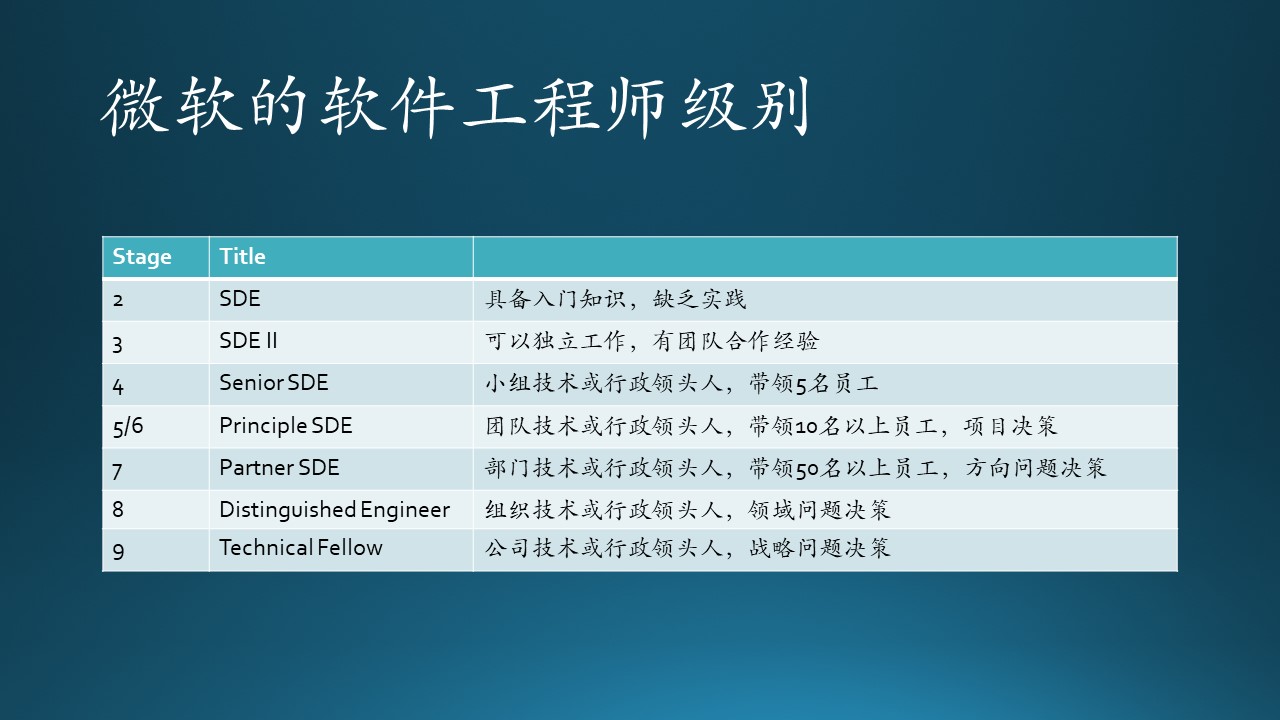 微软的软件工程师级别
Stage Title
2 SDE 具备入门知识，缺乏实践
3 SDE II 可以独立工作，有团队合作经验
4 Senior SDE 小组技术或行政领头人，带领5名员工
5/6 Principle SDE 团队技术或行政领头人，带领10名以上员工，项目决策
7 Partner SDE 部门技术或行政领头人，带领50名以上员工，方向问题决策
8 Distinguished Engineer 组织技术或行政领头人，领域问题决策
9 Technical Fellow 公司技术或行政领头人，战略问题决策